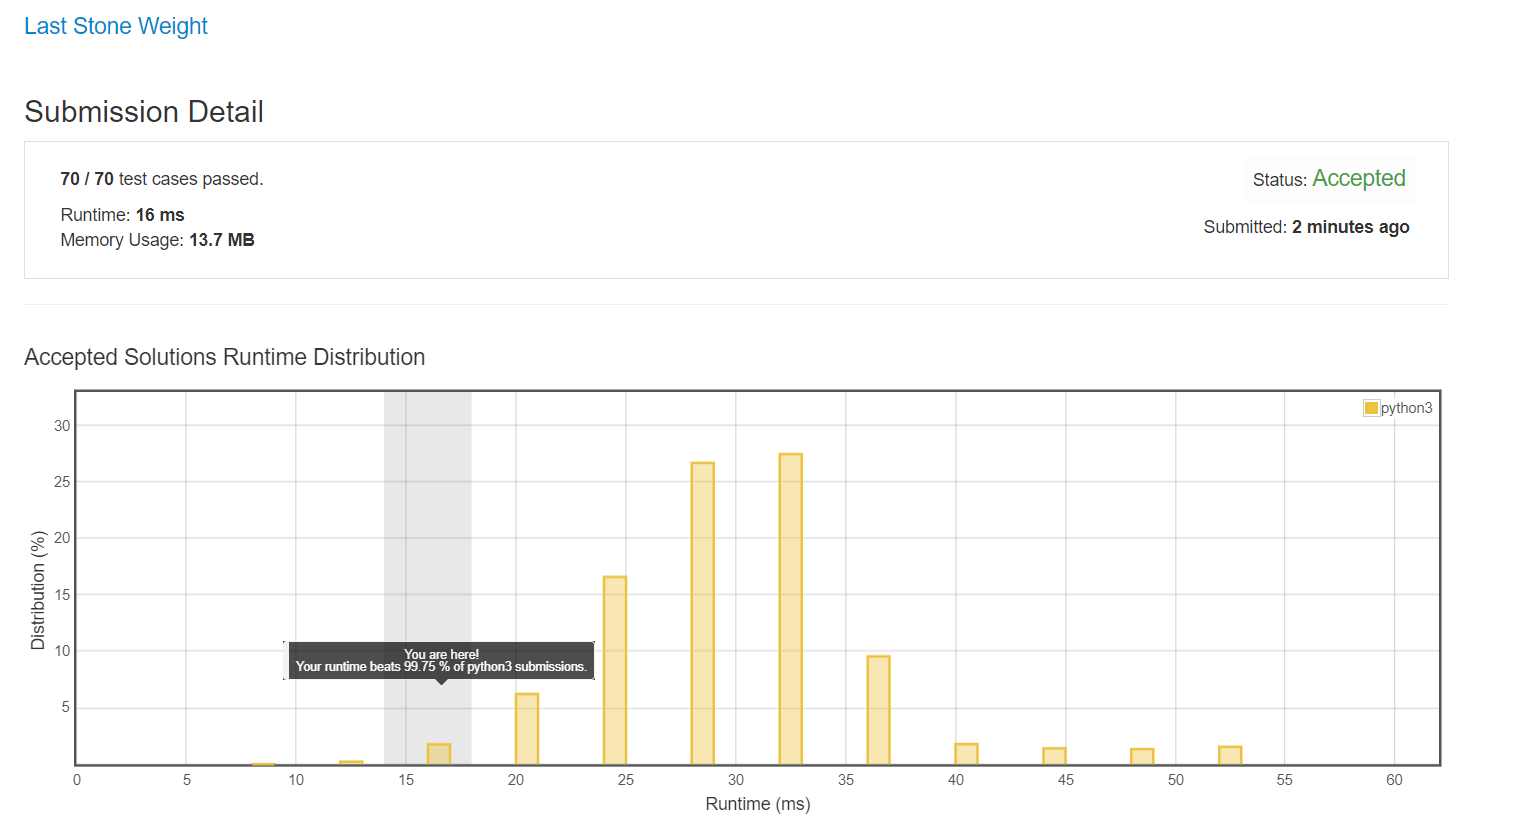 Last Stone Weight
Submission Detail
70 / 70 test cases passed.
Status: Accepted
Runtime: 16 ms
Submitted: 2 minutes ago
Memory Usage: 13.7 MB
Accepted Solutions Runtime Distribution
python3
30
25
20
15
10
5
Distribution (%)
You are here!
Your runtime beats 99.75 % of python3 submissions.
0 5 10 15 20 25 30 35 40 45 50 55 60
Runtime (ms)